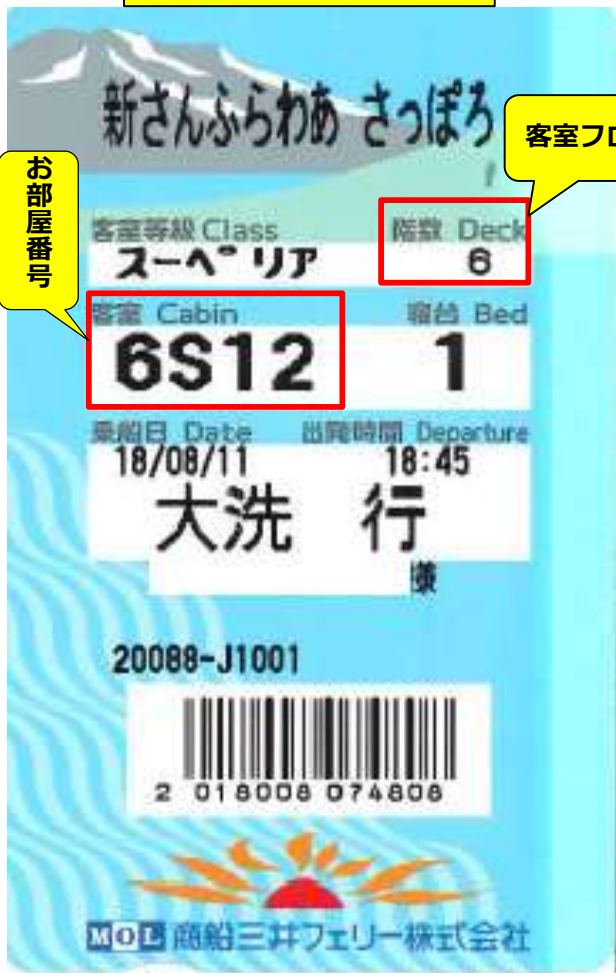 新さんふらわあ さっぽろ
客室フロ
お部屋番号
客室等級 Class 階数 Deck
スーペリア 6
客室 Cabin 寝台 Bed
6S12 1
乗船日 Date 出発時間 Departure
18/08/11 18:45
大洗 行
様
20088-J1001
2 018008 074808
MOL 商船三井フェリー株式会社